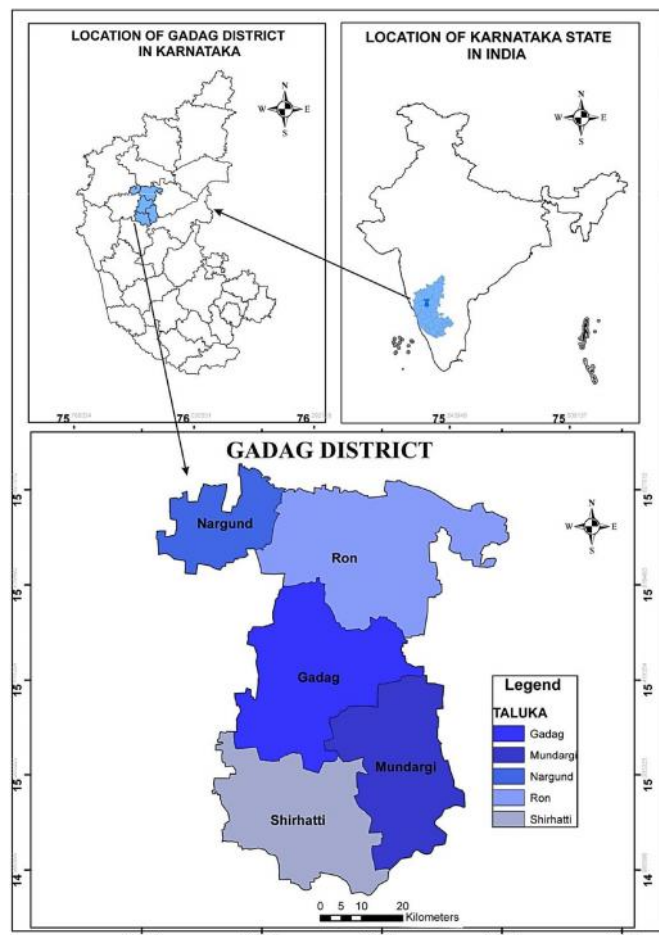 LOCATION OF GADAG DISTRICT
IN KARNATAKA
N
W E
S
LOCATION OF KARNATAKA STATE
IN INDIA
N
W E
S
75 76 76
75 75
GADAG DISTRICT
N
W E
S
Nargund
Ron
Gadag
Mundargi
Shirhatti
15 15
15 15
15 15
15 15
14 14
Legend
TALUKA
Gadag
Mundargi
Nargund
Ron
Shirhatti
0 5 10 20
Kilometers